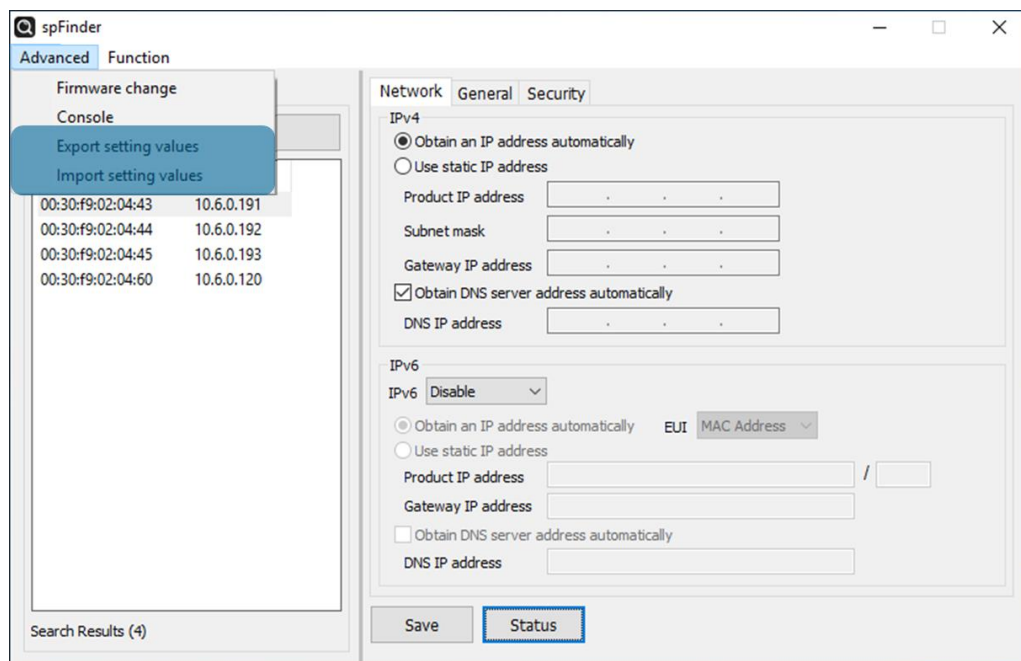 spFinder
Advanced Function
Firmware change
Console
Export setting values
Import setting values
00:30:f9:02:04:43 10.6.0.191
00:30:f9:02:04:44 10.6.0.192
00:30:f9:02:04:45 10.6.0.193
00:30:f9:02:04:60 10.6.0.120
Search Results (4)
Network General Security
IPv4
Obtain an IP address automatically
Use static IP address
Product IP address . . .
Subnet mask . . .
Gateway IP address . . .
Obtain DNS server address automatically
DNS IP address . . .
IPv6
IPv6 Disable
Obtain an IP address automatically EUI MAC Address
Use static IP address
Product IP address /
Gateway IP address
Obtain DNS server address automatically
DNS IP address
Save Status